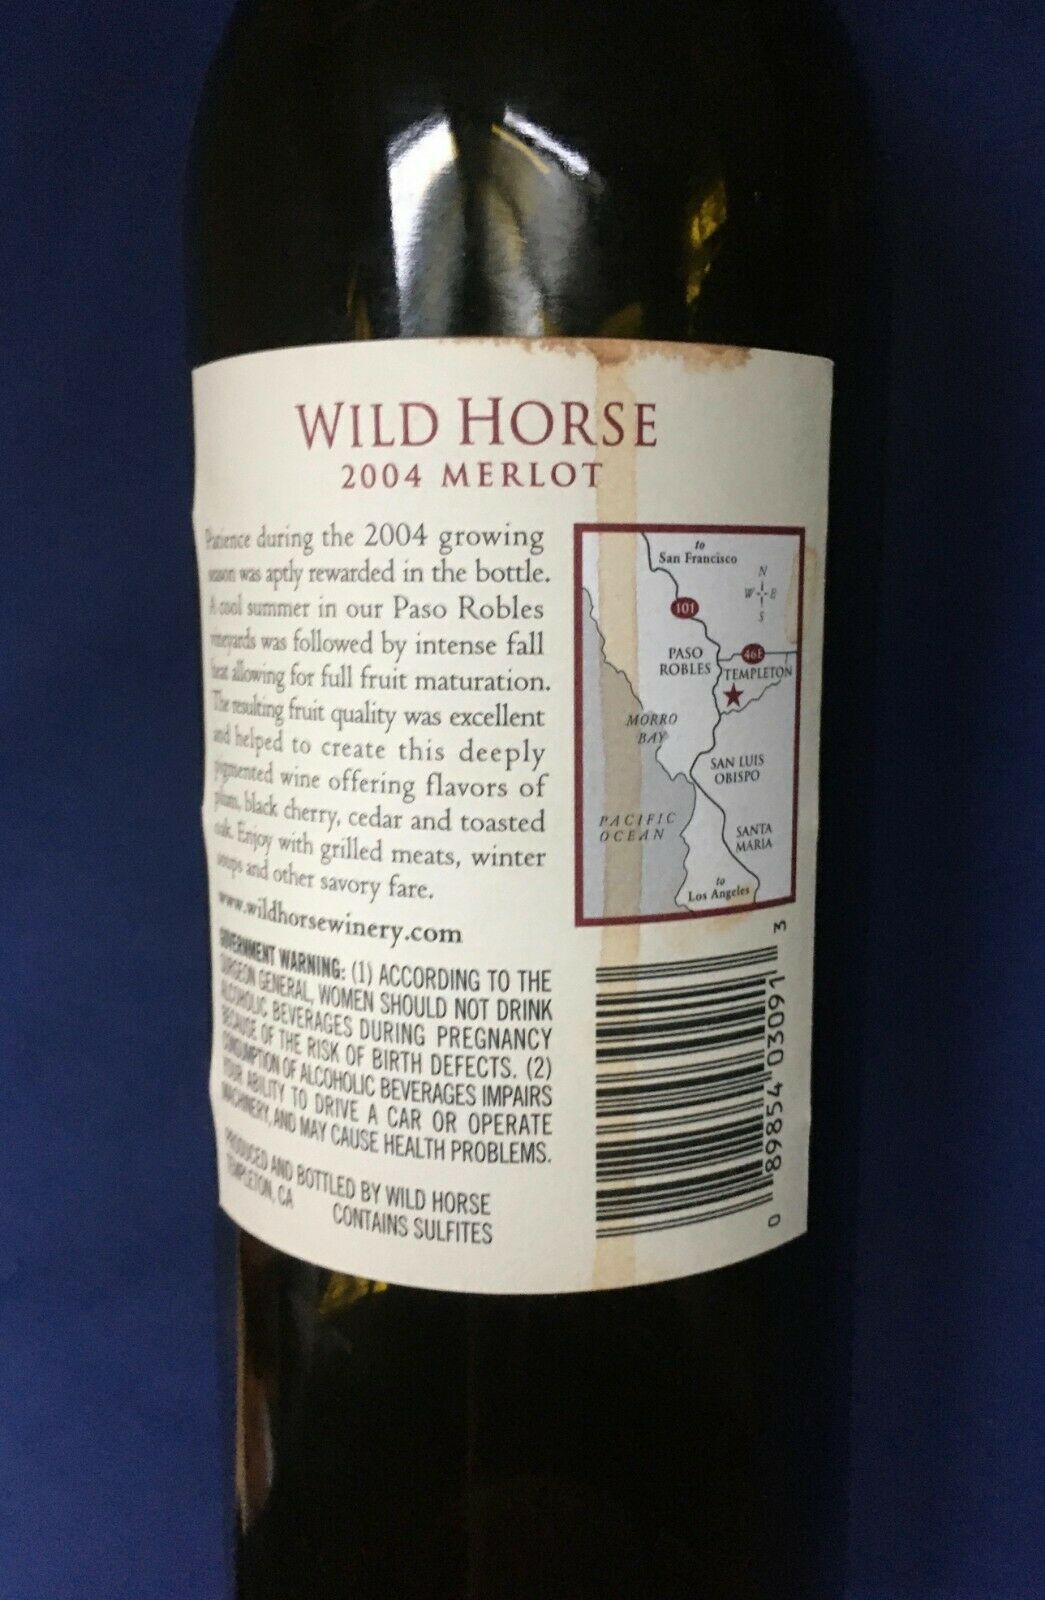 WILD HORSE
2004 MERLOT
Patience during the 2004 growing
season was aptly rewarded in the bottle.
A cool summer in our Paso Robles
vineyards was followed by intense fall
heat allowing for full fruit maturation.
The resulting fruit quality was excellent
and helped to create this deeply
pigmented wine offering flavors of
plum, black cherry, cedar and toasted
oak. Enjoy with grilled meats, winter
soups and other savory fare.
www.wildhorsewinery.com
GOVERNMENT WARNING: (1) ACCORDING TO THE
SURGEON GENERAL, WOMEN SHOULD NOT DRINK
ALCOHOLIC BEVERAGES DURING PREGNANCY
BECAUSE OF THE RISK OF BIRTH DEFECTS. (2)
CONSUMPTION OF ALCOHOLIC BEVERAGES IMPAIRS
YOUR ABILITY TO DRIVE A CAR OR OPERATE
MACHINERY, AND MAY CAUSE HEALTH PROBLEMS.
PRODUCED AND BOTTLED BY WILD HORSE
TEMPLETON, CA
CONTAINS SULFITES
to
San Francisco
N
W E
S
101
46E
PASO
ROBLES
TEMPLETON
MORRO
BAY
SAN LUIS
OBISPO
PACIFIC
OCEAN
SANTA
MARIA
to
Los Angeles
0 89854 03091 3